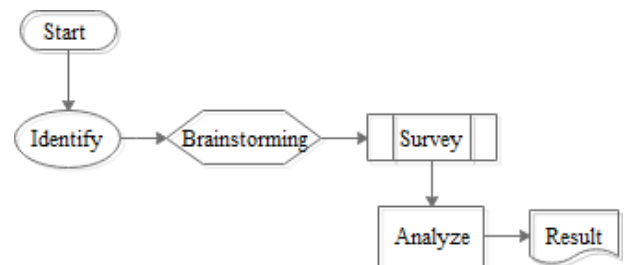 Start
Identify
Brainstorming
Survey
Analyze
Result